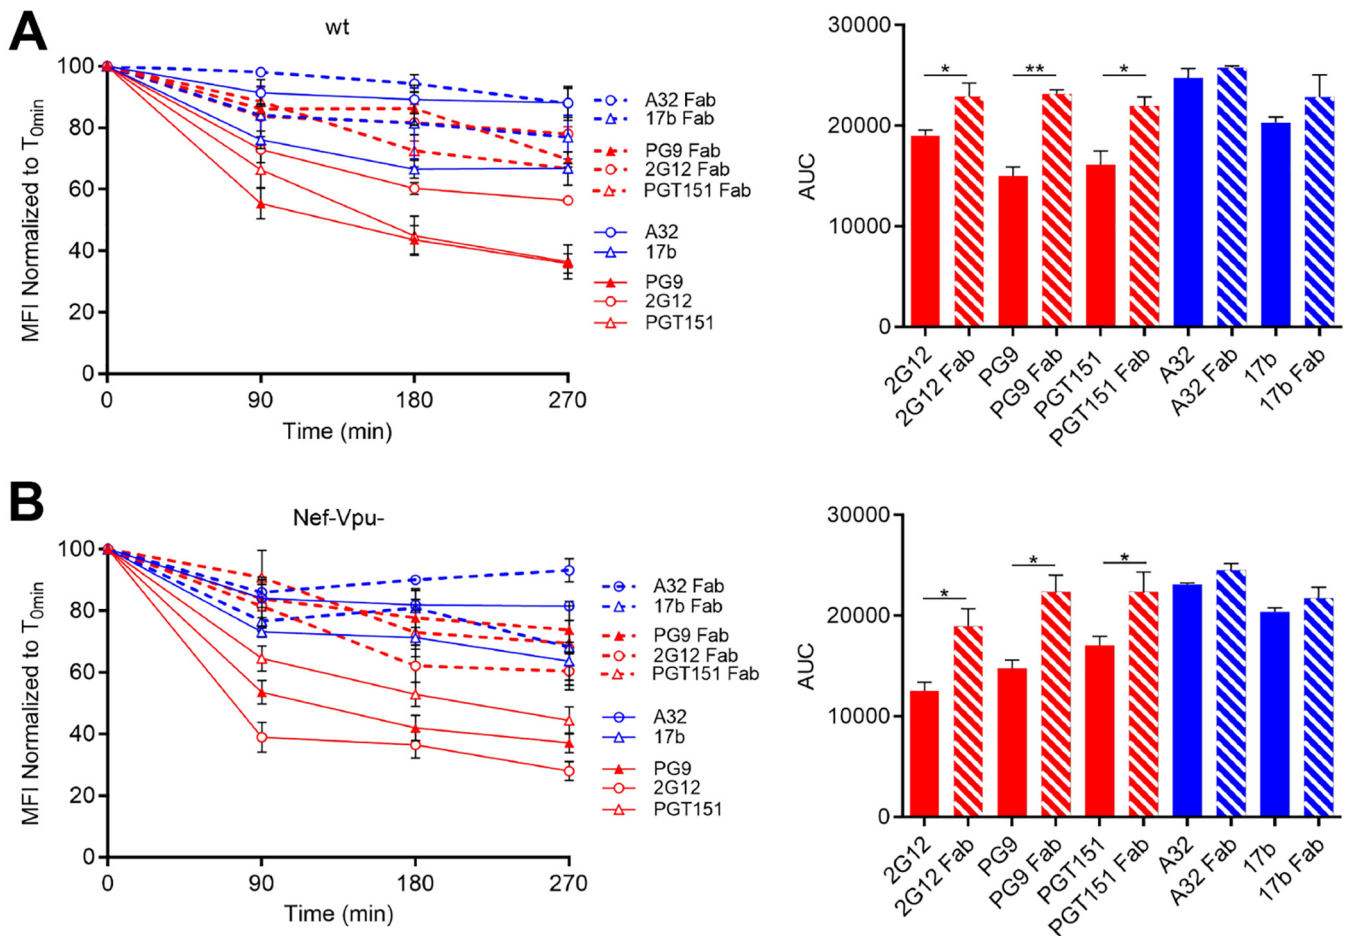 A
wt
MFI Normalized to T0min
100
80
60
40
20
0
0 90 180 270
Time (min)
A32 Fab
17b Fab
PG9 Fab
2G12 Fab
PGT151 Fab
A32
17b
PG9
2G12
PGT151
AUC
30000
20000
10000
0
* ** *
2G12
2G12 Fab
PG9
PG9 Fab
PGT151
PGT151 Fab
A32
A32 Fab
17b
17b Fab
B
Nef-Vpu-
MFI Normalized to T0min
100
80
60
40
20
0
0 90 180 270
Time (min)
A32 Fab
17b Fab
PG9 Fab
2G12 Fab
PGT151 Fab
A32
17b
PG9
2G12
PGT151
AUC
30000
20000
10000
0
* * *
2G12
2G12 Fab
PG9
PG9 Fab
PGT151
PGT151 Fab
A32
A32 Fab
17b
17b Fab